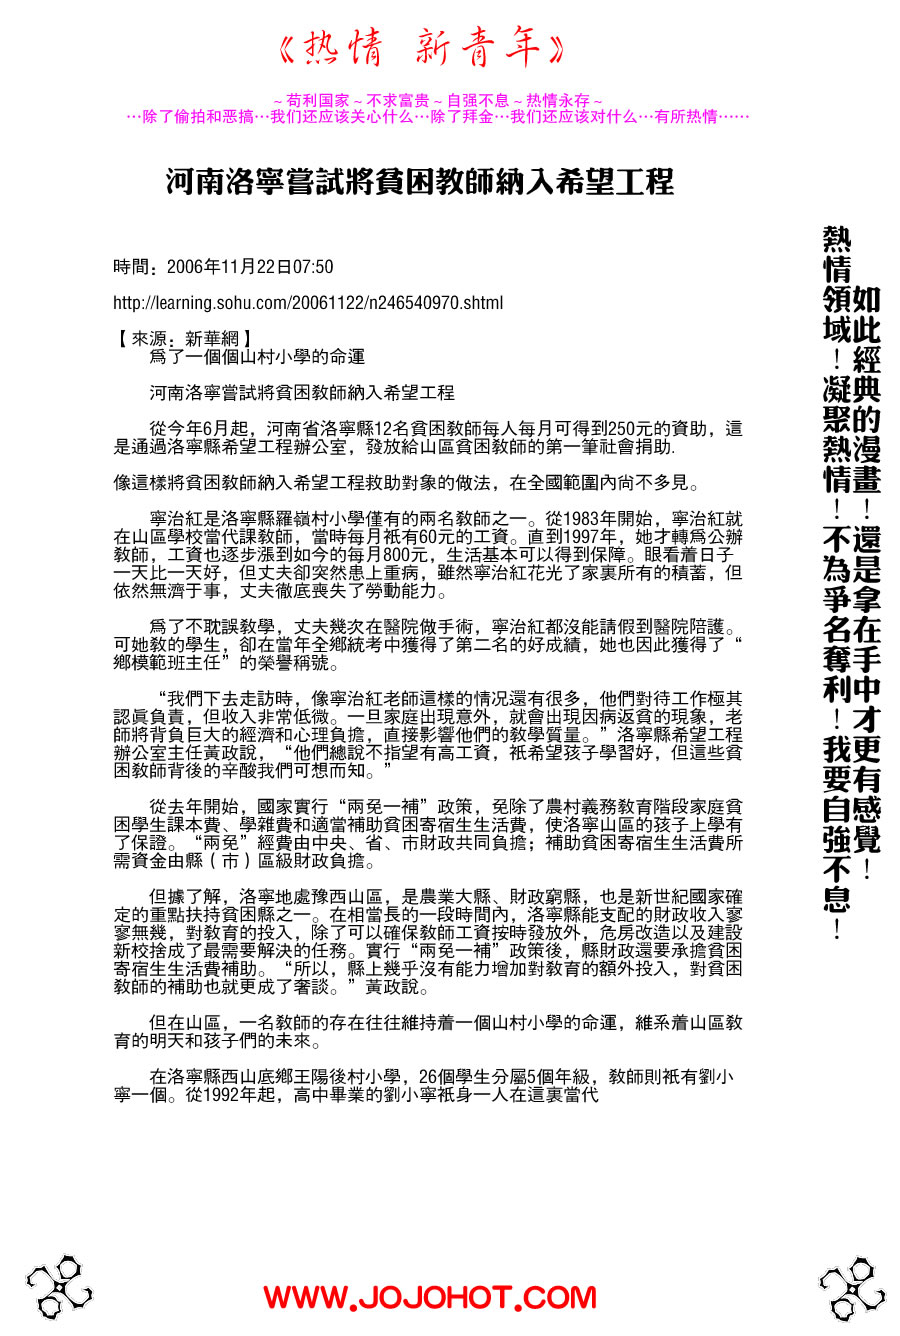 《热情 新青年》
~苟利国家~不求富贵~自强不息~热情永存~
…除了偷拍和恶搞…我们还应该关心什么…除了拜金…我们还应该对什么…有所热情……
河南洛寧嘗試將貧困教師納入希望工程
時間：2006年11月22日07:50
http://learning.sohu.com/20061122/n246540970.shtml
【來源：新華網】
爲了一個個山村小學的命運
河南洛寧嘗試將貧困教師納入希望工程
從今年6月起，河南省洛寧縣12名貧困教師每人每月可得到250元的資助，這
是通過洛寧縣希望工程辦公室，發放給山區貧困教師的第一筆社會捐助.
像這樣將貧困教師納入希望工程救助對象的做法，在全國範圍內尚不多見。
寧治紅是洛寧縣羅嶺村小學僅有的兩名教師之一。從1983年開始，寧治紅就
在山區學校當代課教師，當時每月衹有60元的工資。直到1997年，她才轉爲公辦
教師，工資也逐步漲到如今的每月800元，生活基本可以得到保障。眼看着日子
一天比一天好，但丈夫卻突然患上重病，雖然寧治紅花光了家裏所有的積蓄，但
依然無濟于事，丈夫徹底喪失了勞動能力。
爲了不耽誤教學，丈夫幾次在醫院做手術，寧治紅都沒能請假到醫院陪護。
可她教的學生，卻在當年全鄉統考中獲得了第二名的好成績，她也因此獲得了“
鄉模範班主任”的榮譽稱號。
“我們下去走訪時，像寧治紅老師這樣的情况還有很多，他們對待工作極其
認眞負責，但收入非常低微。一旦家庭出現意外，就會出現因病返貧的現象，老
師將背負巨大的經濟和心理負擔，直接影響他們的教學質量。”洛寧縣希望工程
辦公室主任黃政說，“他們總說不指望有高工資，衹希望孩子學習好，但這些貧
困教師背後的辛酸我們可想而知。”
從去年開始，國家實行“兩免一補”政策，免除了農村義務教育階段家庭貧
困學生課本費、學雜費和適當補助貧困寄宿生生活費，使洛寧山區的孩子上學有
了保證。“兩免”經費由中央、省、市財政共同負擔；補助貧困寄宿生生活費所
需資金由縣（市）區級財政負擔。
但據了解，洛寧地處豫西山區，是農業大縣、財政窮縣，也是新世紀國家確
定的重點扶持貧困縣之一。在相當長的一段時間內，洛寧縣能支配的財政收入寥
寥無幾，對教育的投入，除了可以確保教師工資按時發放外，危房改造以及建設
新校捨成了最需要解決的任務。實行“兩免一補”政策後，縣財政還要承擔貧困
寄宿生生活費補助。“所以，縣上幾乎沒有能力增加對教育的額外投入，對貧困
教師的補助也就更成了奢談。”黃政說。
但在山區，一名教師的存在往往維持着一個山村小學的命運，維系着山區教
育的明天和孩子們的未來。
在洛寧縣西山底鄉王陽後村小學，26個學生分屬5個年級，教師則衹有劉小
寧一個。從1992年起，高中畢業的劉小寧衹身一人在這裏當代
如此經典的漫畫！還是拿在手中才更有感覺！
熱情領域！凝聚熱情！不為爭名奪利！我要自強不息！
WWW.JOJOHOT.COM